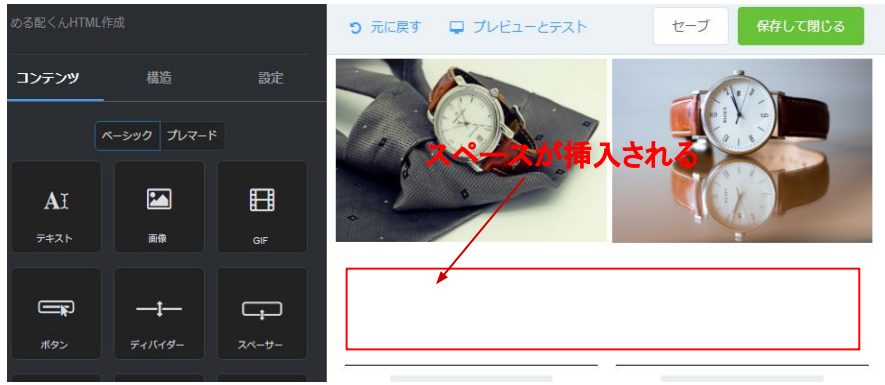 める配くんHTML作成
元に戻す プレビューとテスト セーブ 保存して閉じる
コンテンツ 構造 設定
ベーシック プレマード
スペースが挿入される
テキスト 画像 GIF
ボタン ディバイダー スペーサー